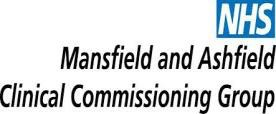 NHS
Mansfield and Ashfield
Clinical Commissioning Group